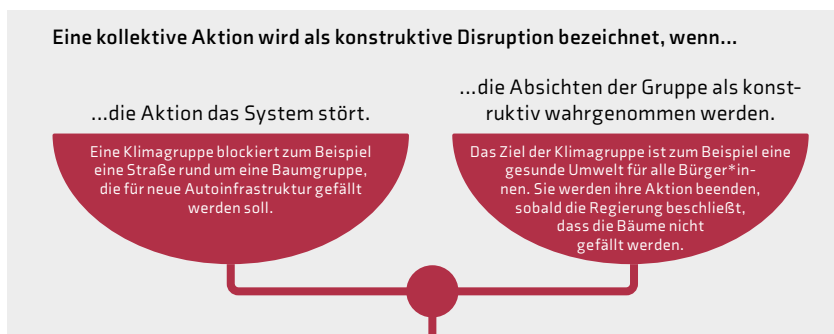 Eine kollektive Aktion wird als konstruktive Disruption bezeichnet, wenn...
...die Aktion das System stört.
Eine Klimagruppe blockiert zum Beispiel
eine Straße rund um eine Baumgruppe,
die für neue Autoinfrastruktur gefällt
werden soll.
...die Absichten der Gruppe als konst-
ruktiv wahrgenommen werden.
Das Ziel der Klimagruppe ist zum Beispiel eine
gesunde Umwelt für alle Bürger*in-
nen. Sie werden ihre Aktion beenden,
sobald die Regierung beschließt,
dass die Bäume nicht
gefällt werden.